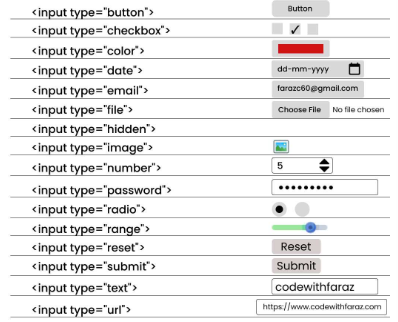 <input type="button"> Button
<input type="checkbox">
<input type="color">
<input type="date"> dd-mm-yyyy
<input type="email"> farazc60@gmail.com
<input type="file"> Choose File No file chosen
<input type="hidden">
<input type="image">
<input type="number"> 5
<input type="password"> •••••••••
<input type="radio">
<input type="range">
<input type="reset"> Reset
<input type="submit"> Submit
<input type="text"> codewithfaraz
<input type="url"> https://www.codewithfaraz.com